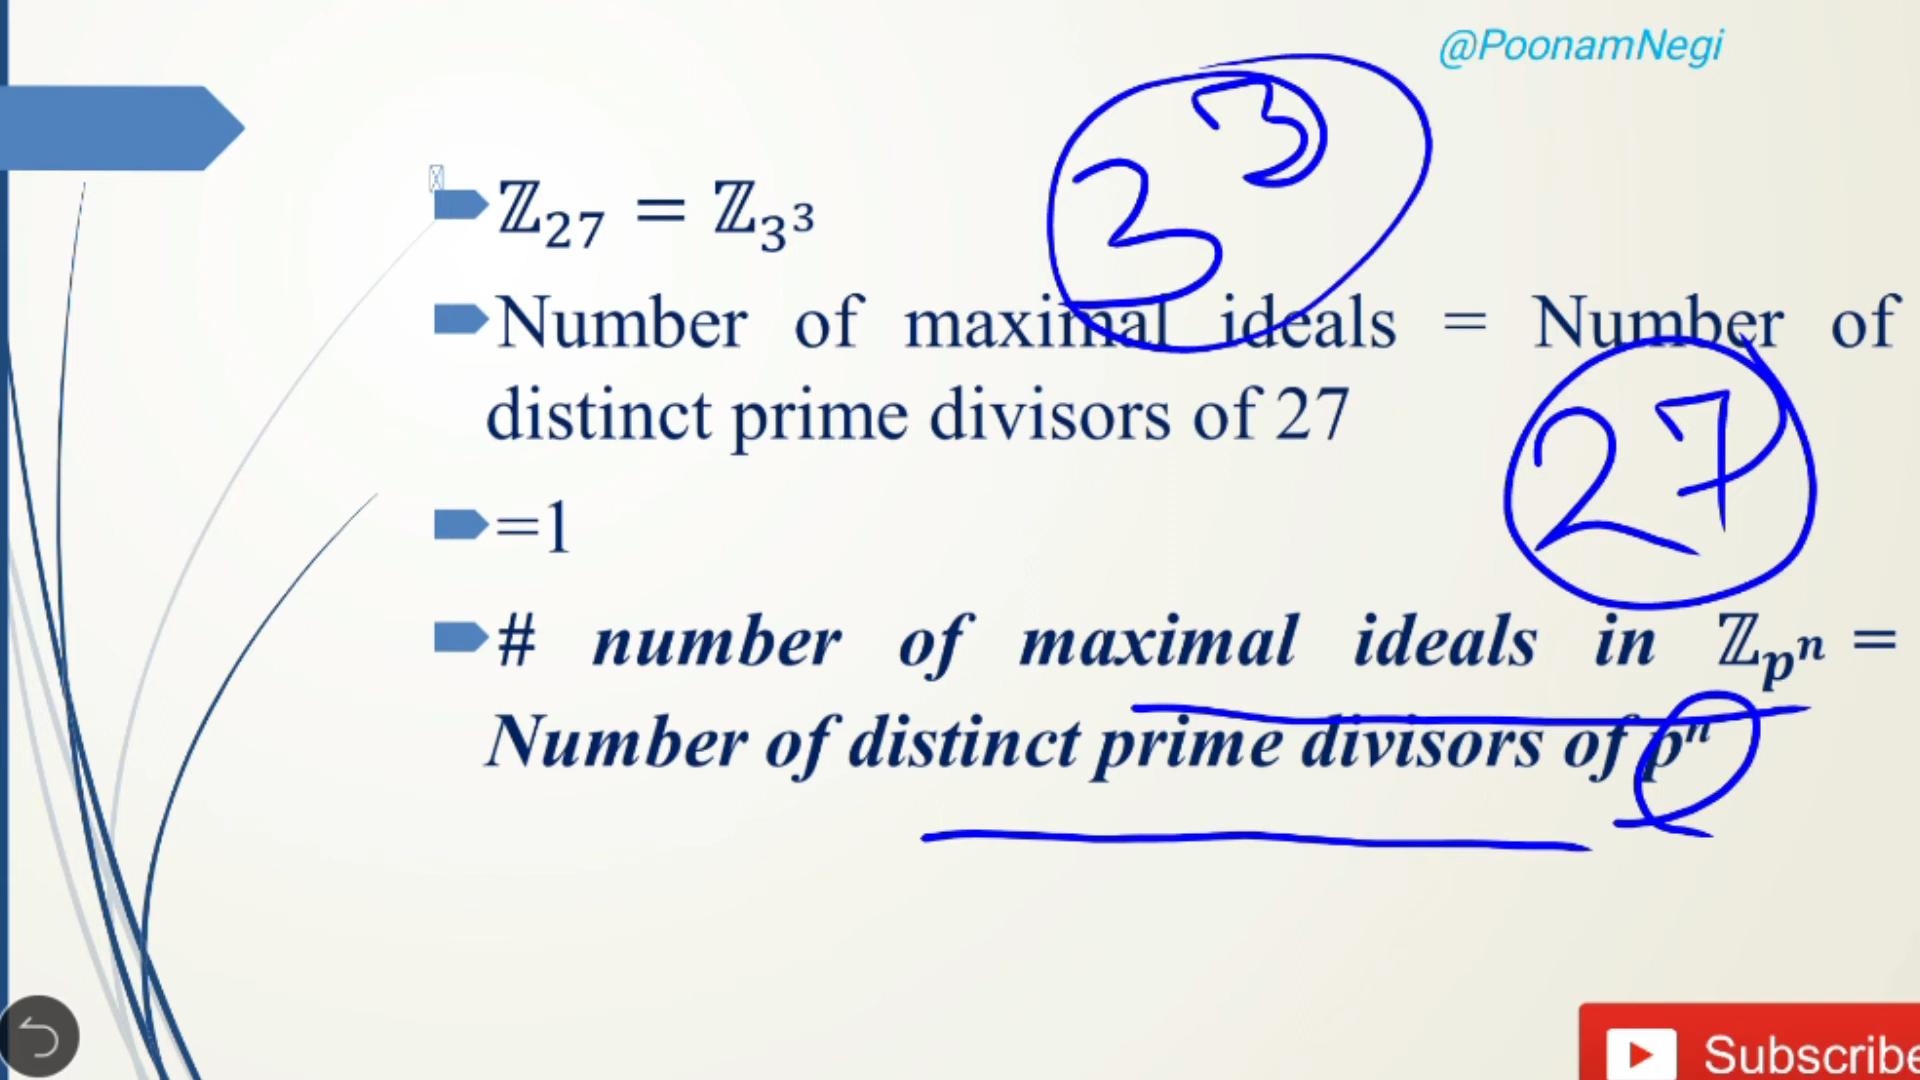 @PoonamNegi
3³
ℤ₂₇ = ℤ₃³
Number of maximal ideals = Number of
distinct prime divisors of 27
27
=1
# number of maximal ideals in ℤₚⁿ =
Number of distinct prime divisors of pⁿ
Subscribe